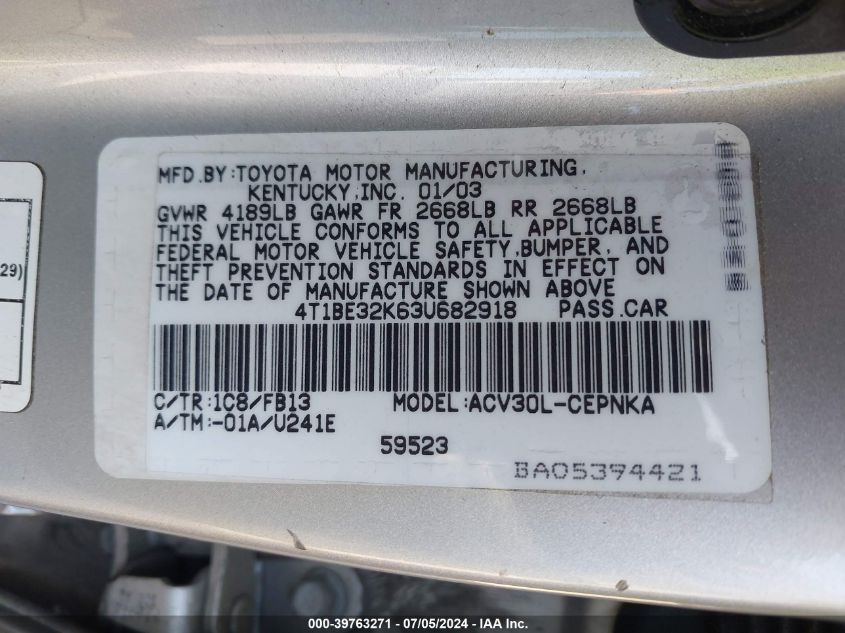 MFD.BY:TOYOTA MOTOR MANUFACTURING,
KENTUCKY,INC. 01/03
GVWR 4189LB GAWR FR 2668LB RR 2668LB
THIS VEHICLE CONFORMS TO ALL APPLICABLE
FEDERAL MOTOR VEHICLE SAFETY,BUMPER, AND
THEFT PREVENTION STANDARDS IN EFFECT ON
THE DATE OF MANUFACTURE SHOWN ABOVE
4T1BE32K63U682918 PASS.CAR
C/TR:1C8/FB13 MODEL:ACV30L-CEPNKA
A/TM:-01A/U241E
59523
BA05394421
29)
000-39763271 / 07/05/2024 - IAA Inc.